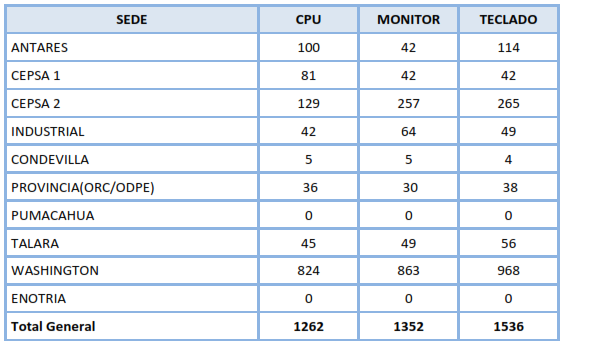 SEDE CPU MONITOR TECLADO
ANTARES 100 42 114
CEPSA 1 81 42 42
CEPSA 2 129 257 265
INDUSTRIAL 42 64 49
CONDEVILLA 5 5 4
PROVINCIA(ORC/ODPE) 36 30 38
PUMACAHUA 0 0 0
TALARA 45 49 56
WASHINGTON 824 863 968
ENOTRIA 0 0 0
Total General 1262 1352 1536